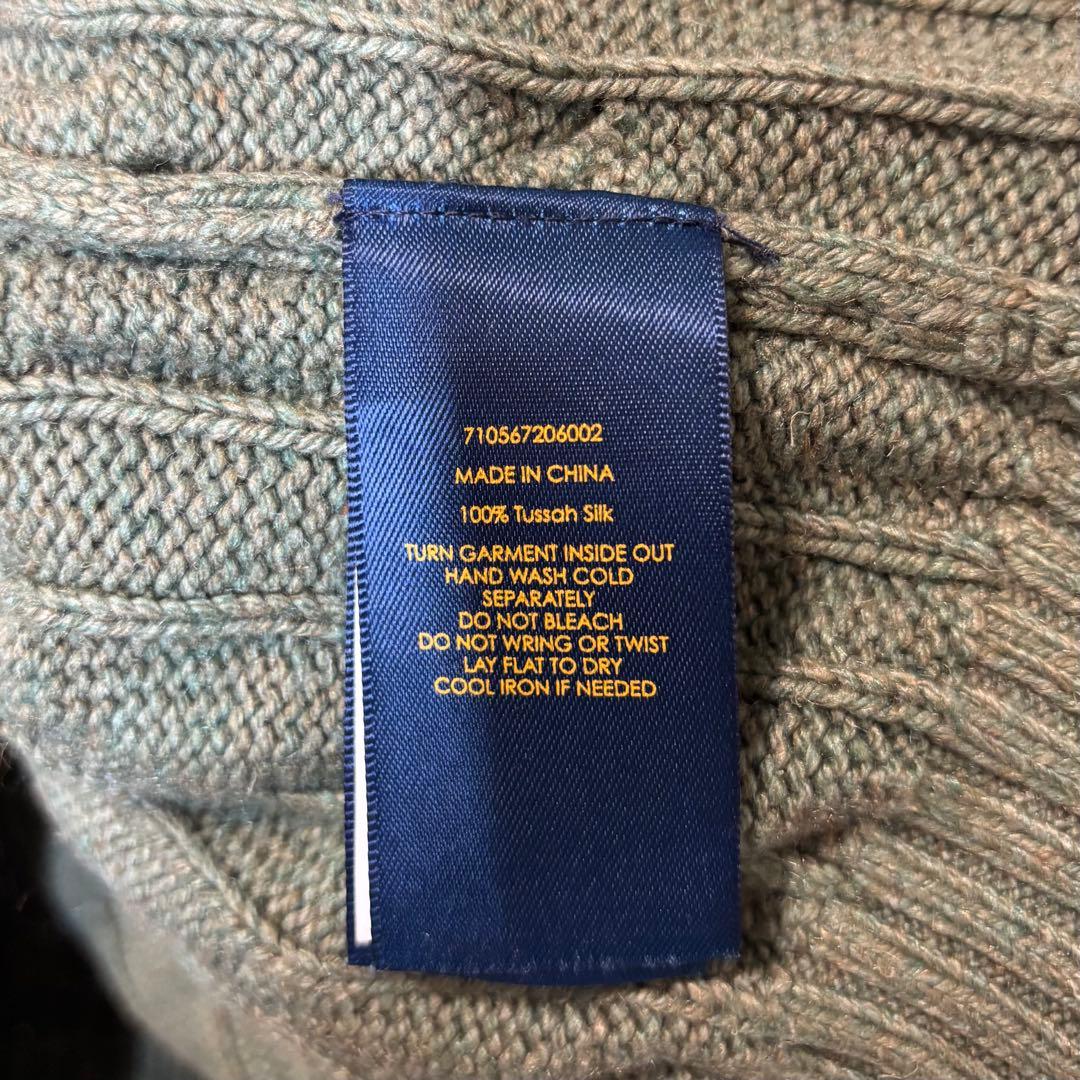 710567206002
MADE IN CHINA
100% Tussah Silk
TURN GARMENT INSIDE OUT
HAND WASH COLD
SEPARATELY
DO NOT BLEACH
DO NOT WRING OR TWIST
LAY FLAT TO DRY
COOL IRON IF NEEDED